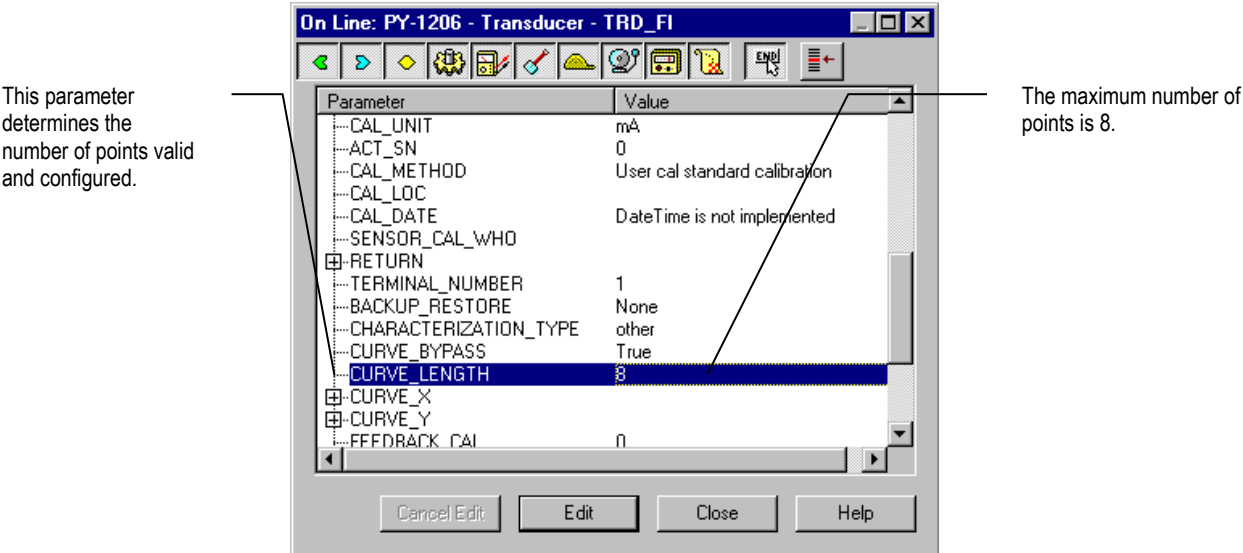 On Line: PY-1206 - Transducer - TRD_FI
END
This parameter
determines the
number of points valid
and configured.
The maximum number of
points is 8.
Parameter Value
CAL_UNIT mA
ACT_SN 0
CAL_METHOD User cal standard calibration
CAL_LOC
CAL_DATE DateTime is not implemented
SENSOR_CAL_WHO
RETURN
TERMINAL_NUMBER 1
BACKUP_RESTORE None
CHARACTERIZATION_TYPE other
CURVE_BYPASS True
CURVE_LENGTH 8
CURVE_X
CURVE_Y
FEEDBACK_CAL 0
Cancel Edit Edit Close Help